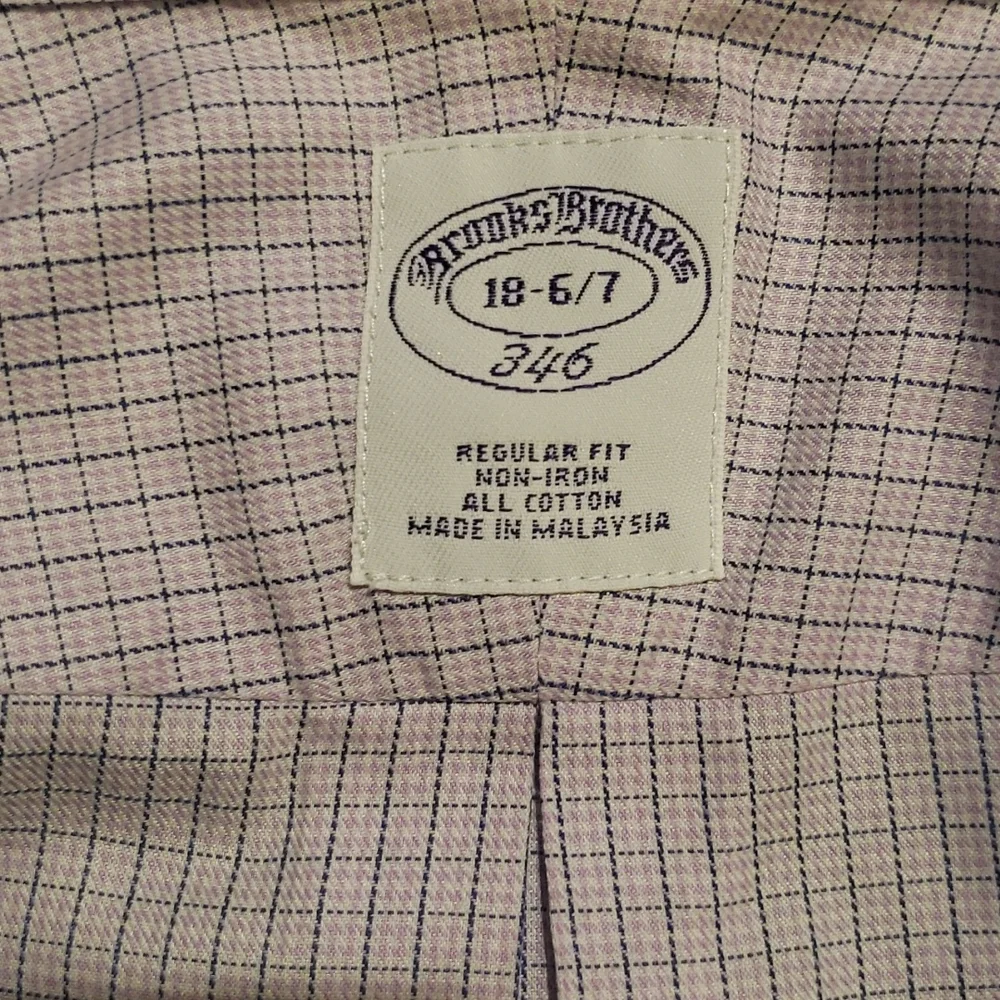 Brooks Brothers
18-6/7
346
REGULAR FIT
NON-IRON
ALL COTTON
MADE IN MALAYSIA